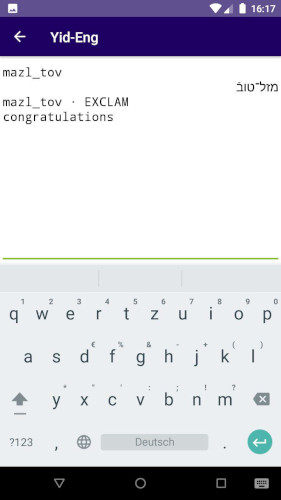 16:17
Yid-Eng
mazl_tov
מזל־טובֿ
mazl_tov · EXCLAM
congratulations
1 2 3 4 5 6 7 8 9 0
q w e r t z u i o p
€ % & - + ( )
a s d f g h j k l
* " ' : ; ! ?
y x c v b n m
?123 , Deutsch .